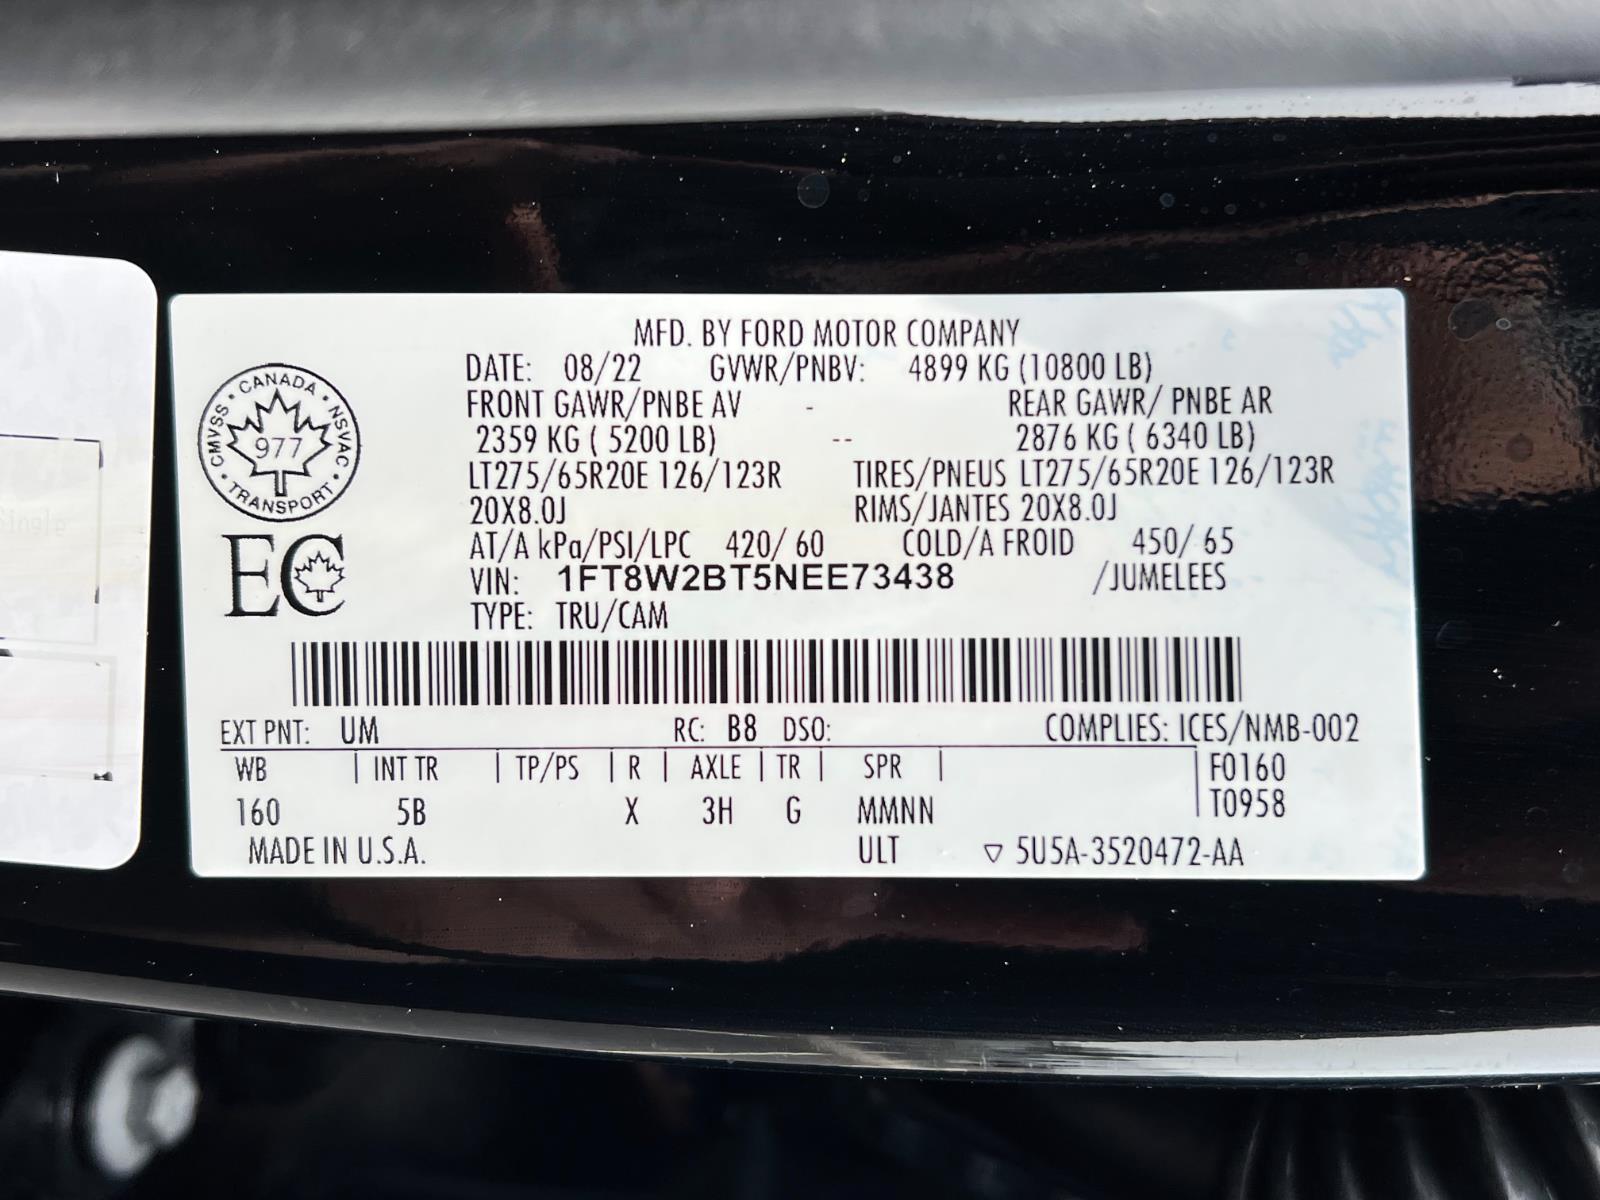 MFD. BY FORD MOTOR COMPANY
DATE: 08/22 GVWR/PNBV: 4899 KG (10800 LB)
FRONT GAWR/PNBE AV - REAR GAWR/ PNBE AR
2359 KG ( 5200 LB) -- 2876 KG ( 6340 LB)
LT275/65R20E 126/123R TIRES/PNEUS LT275/65R20E 126/123R
20X8.0J RIMS/JANTES 20X8.0J
AT/A kPa/PSI/LPC 420/ 60 COLD/A FROID 450/ 65
VIN: 1FT8W2BT5NEE73438 /JUMELEES
TYPE: TRU/CAM
CANADA · NSVAC · TRANSPORT · CMVSS ·
977
EC
EXT PNT: UM RC: B8 DSO: COMPLIES: ICES/NMB-002
WB | INT TR | TP/PS | R | AXLE | TR | SPR | F0160
160 5B X 3H G MMNN T0958
MADE IN U.S.A. ULT ▽ 5U5A-3520472-AA
Single